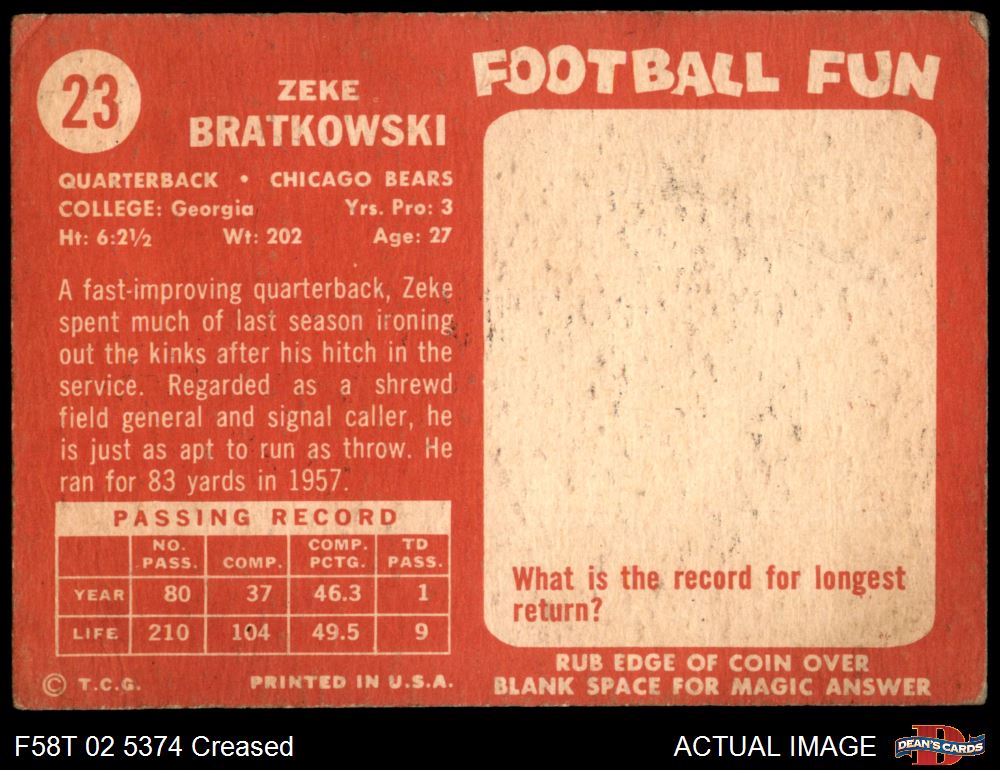 23
ZEKE
BRATKOWSKI
QUARTERBACK • CHICAGO BEARS
COLLEGE: Georgia Yrs. Pro: 3
Ht: 6:2½ Wt: 202 Age: 27
A fast-improving quarterback, Zeke
spent much of last season ironing
out the kinks after his hitch in the
service. Regarded as a shrewd
field general and signal caller, he
is just as apt to run as throw. He
ran for 83 yards in 1957.
PASSING RECORD
NO. PASS. COMP. COMP. PCTG. TD PASS.
YEAR 80 37 46.3 1
LIFE 210 104 49.5 9
© T.C.G. PRINTED IN U.S.A.
FOOTBALL FUN
What is the record for longest
return?
RUB EDGE OF COIN OVER
BLANK SPACE FOR MAGIC ANSWER
F58T 02 5374 Creased
ACTUAL IMAGE
DEAN'S CARDS